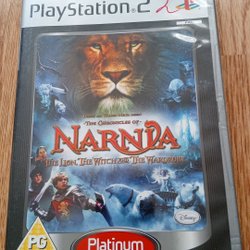 PlayStation®2
THE CHRONICLES OF
NARNIA
THE LION, THE WITCH AND THE WARDROBE
PG
Disney
Platinum